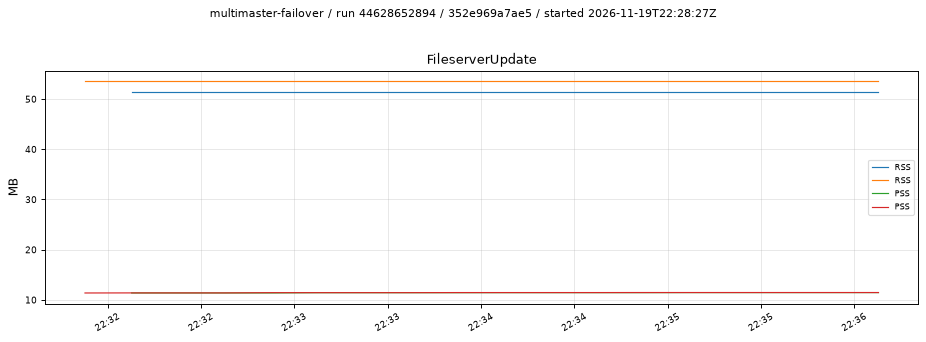 multimaster-failover / run 44628652894 / 352e969a7ae5 / started 2026-11-19T22:28:27Z
FileserverUpdate
MB
50
40
30
20
10
RSS
RSS
PSS
PSS
22:32
22:32
22:33
22:33
22:34
22:34
22:35
22:35
22:36